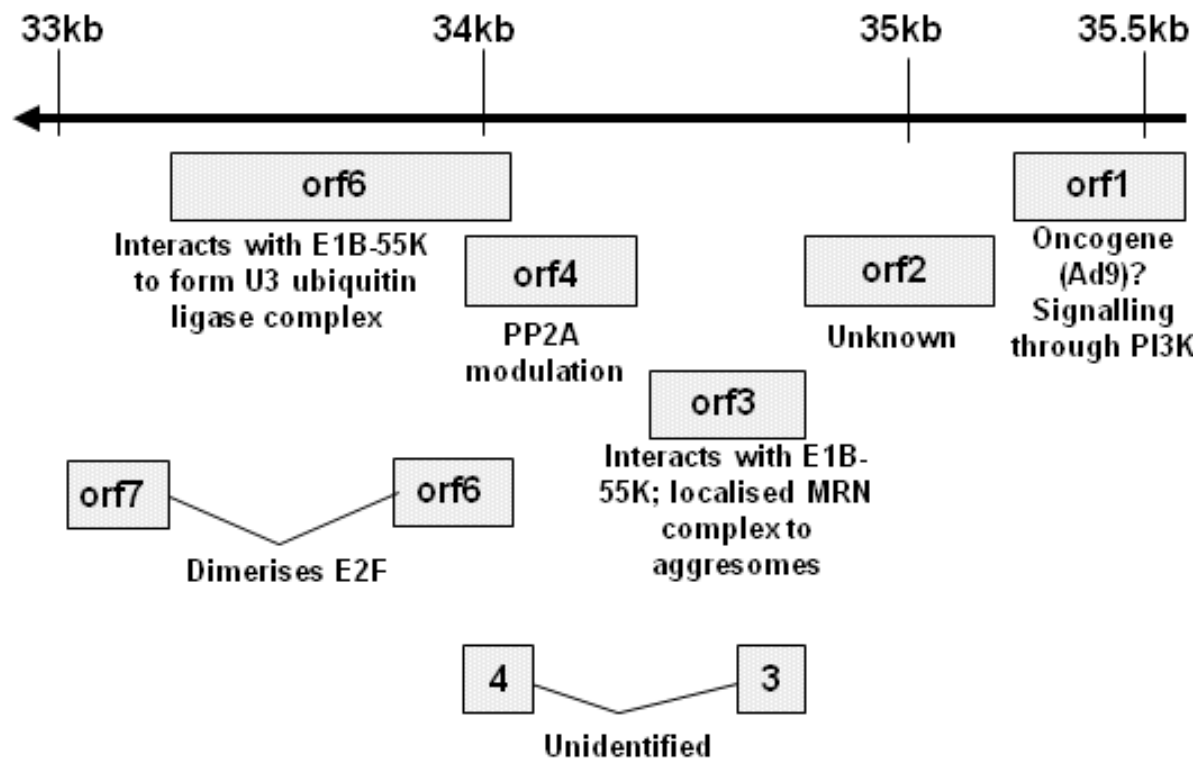 33kb 34kb 35kb 35.5kb
orf6
Interacts with E1B-55K
to form U3 ubiquitin
ligase complex
orf4
PP2A
modulation
orf2
Unknown
orf1
Oncogene
(Ad9)?
Signalling
through PI3K
orf3
Interacts with E1B-
55K; localised MRN
complex to
aggresomes
orf7 orf6
Dimerises E2F
4 3
Unidentified